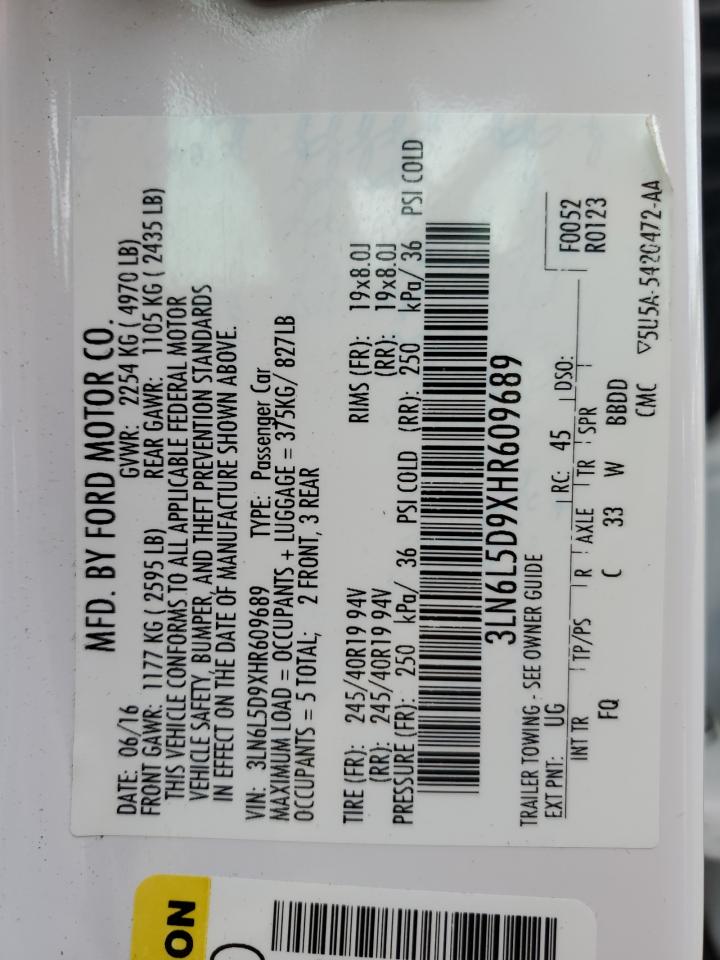 MFD. BY FORD MOTOR CO.
DATE: 06/16 GVWR: 2254 KG ( 4970 LB)
FRONT GAWR: 1177 KG ( 2595 LB) REAR GAWR: 1105 KG ( 2435 LB)
THIS VEHICLE CONFORMS TO ALL APPLICABLE FEDERAL MOTOR
VEHICLE SAFETY, BUMPER, AND THEFT PREVENTION STANDARDS
IN EFFECT ON THE DATE OF MANUFACTURE SHOWN ABOVE.
VIN: 3LN6L5D9XHR609689 TYPE: Passenger Car
MAXIMUM LOAD = OCCUPANTS + LUGGAGE = 375KG/ 827LB
OCCUPANTS = 5 TOTAL; 2 FRONT, 3 REAR
TIRE (FR): 245/40R19 94V RIMS (FR): 19x8.0J
(RR): 245/40R19 94V (RR): 19x8.0J
PRESSURE (FR): 250 kPa/ 36 PSI COLD (RR): 250 kPa/ 36 PSI COLD
3LN6L5D9XHR609689
TRAILER TOWING - SEE OWNER GUIDE
F0052
R0123
EXT PNT: UG RC: 45 DSO:
INT TR TP/PS R AXLE TR SPR
FQ C 33 W BBDD
CMC
▽5U5A-5420472-AA
ON